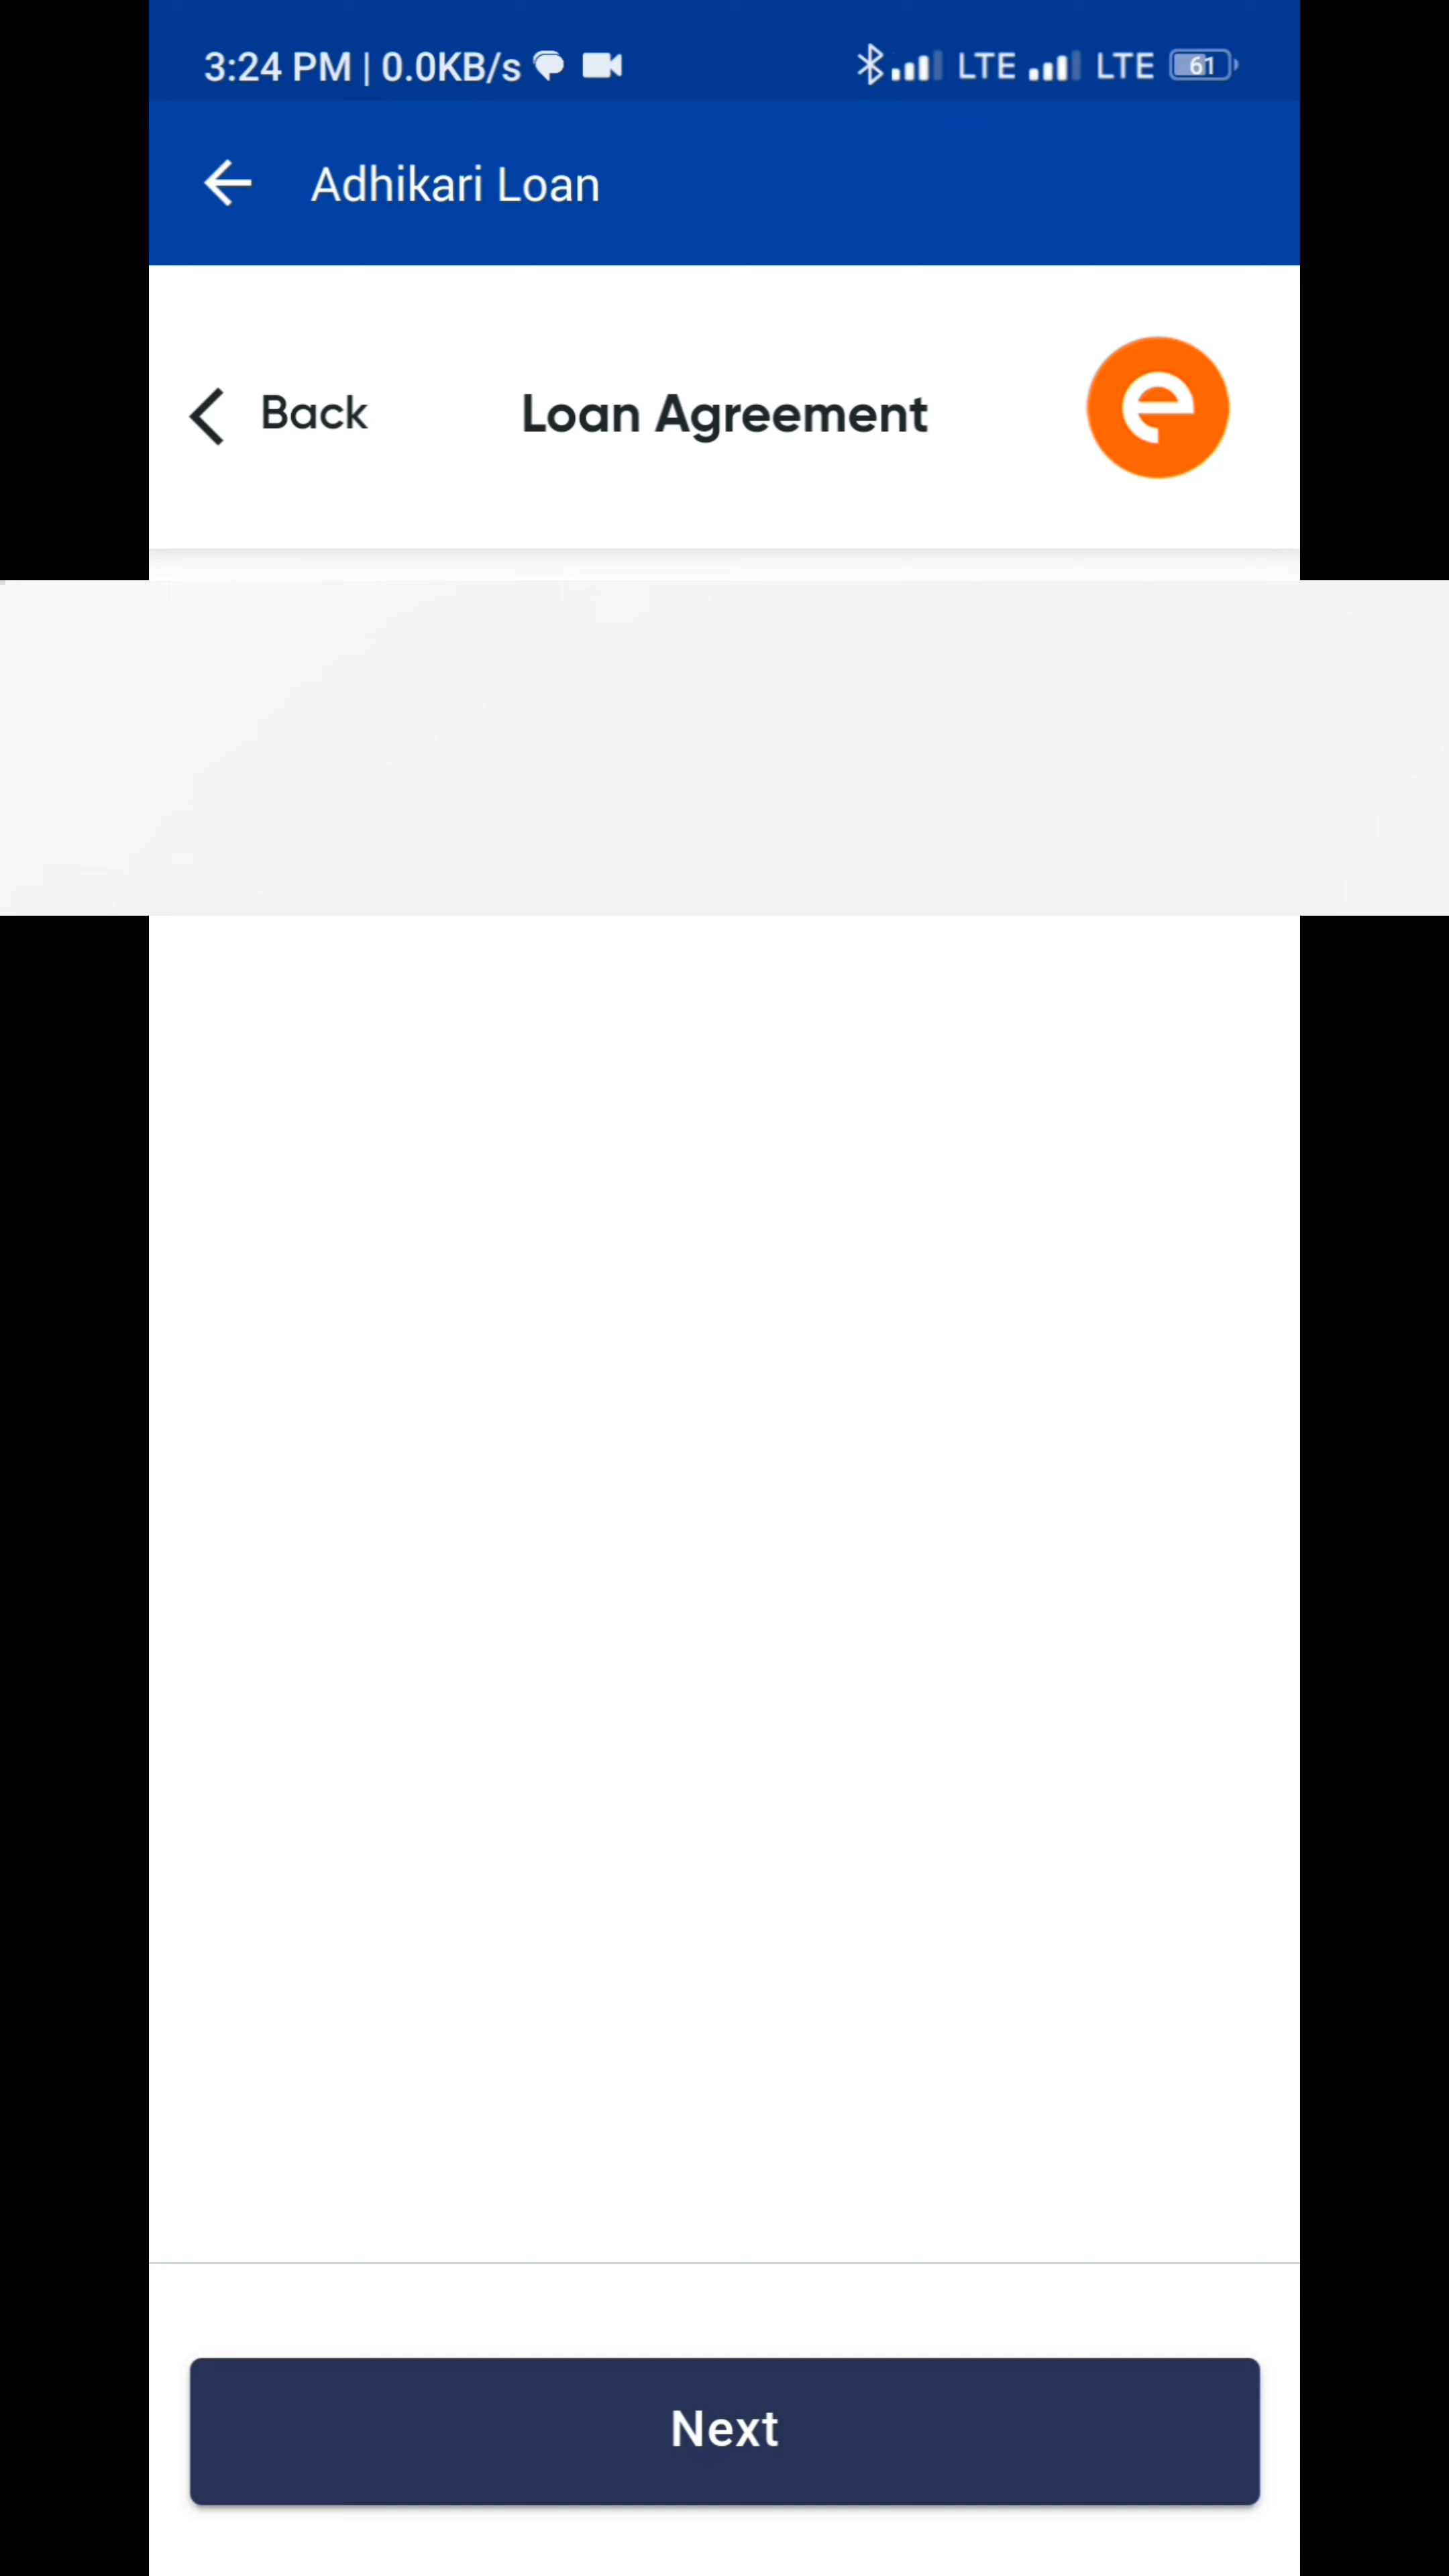 3:24 PM | 0.0KB/s LTE LTE 61
Adhikari Loan
Back Loan Agreement e
Next